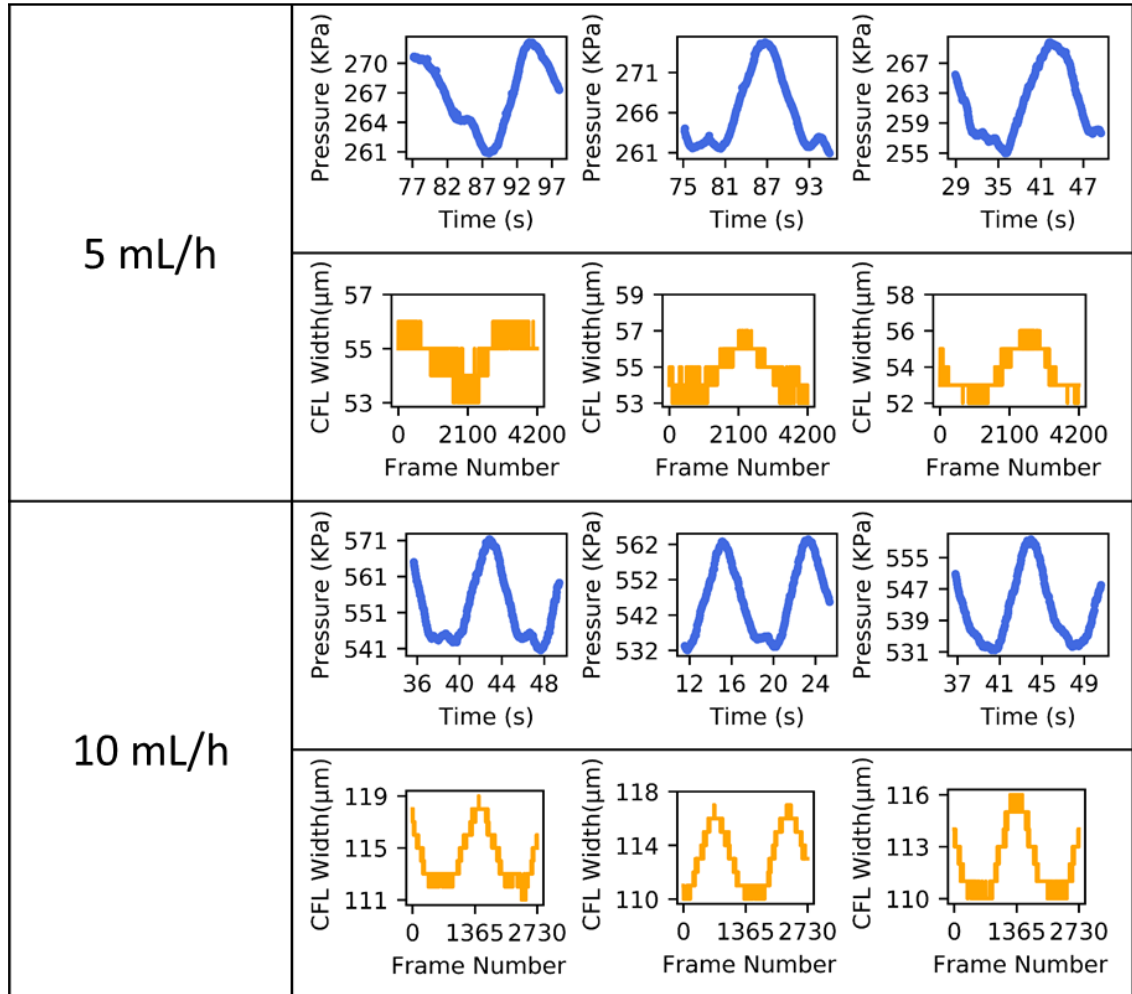 5 mL/h
Pressure (KPa)
270
267
264
261
77 82 87 92 97
Time (s)
Pressure (KPa)
271
266
261
75 81 87 93
Time (s)
Pressure (KPa)
267
263
259
255
29 35 41 47
Time (s)
CFL Width(μm)
57
55
53
0 2100 4200
Frame Number
CFL Width(μm)
59
57
55
53
0 2100 4200
Frame Number
CFL Width(μm)
58
56
54
52
0 2100 4200
Frame Number
10 mL/h
Pressure (KPa)
571
561
551
541
36 40 44 48
Time (s)
Pressure (KPa)
562
552
542
532
12 16 20 24
Time (s)
Pressure (KPa)
555
547
539
531
37 41 45 49
Time (s)
CFL Width(μm)
119
115
111
0 1365 2730
Frame Number
CFL Width(μm)
118
114
110
0 1365 2730
Frame Number
CFL Width(μm)
116
113
110
0 1365 2730
Frame Number